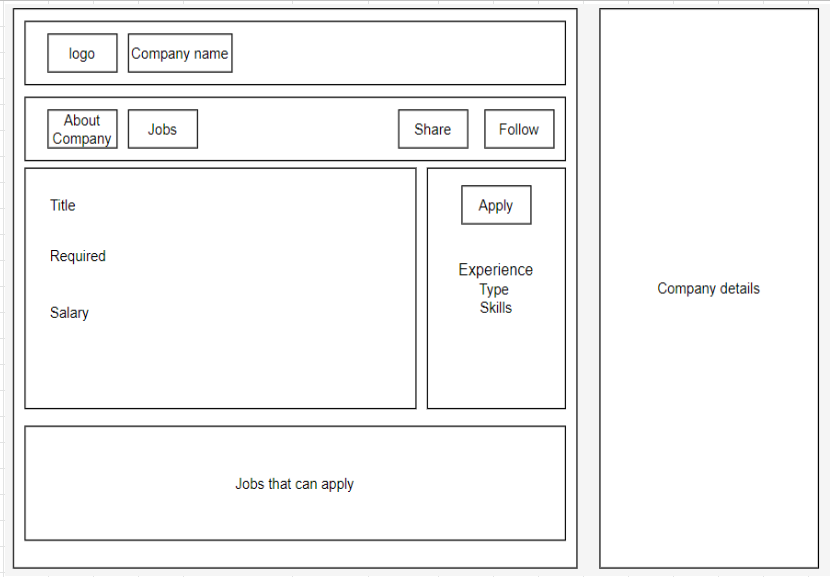 logo
Company name
About
Company
Jobs
Share
Follow
Title
Required
Salary
Apply
Experience
Type
Skills
Jobs that can apply
Company details